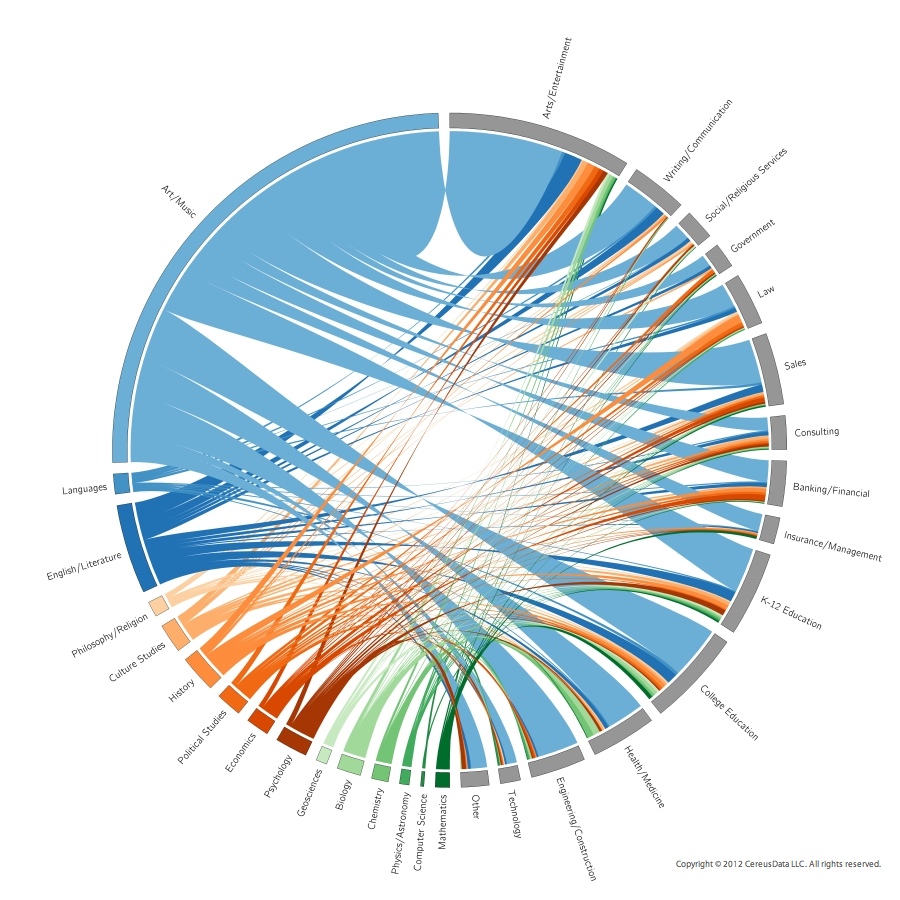 Arts/Entertainment
Writing/Communication
Social/Religious Services
Government
Law
Sales
Consulting
Banking/Financial
Insurance/Management
K-12 Education
College Education
Health/Medicine
Engineering/Construction
Technology
Other
Mathematics
Computer Science
Physics/Astronomy
Chemistry
Biology
Geosciences
Psychology
Economics
Political Studies
History
Culture Studies
Philosophy/Religion
English/Literature
Languages
Art/Music
Copyright © 2012 CereusData LLC. All rights reserved.